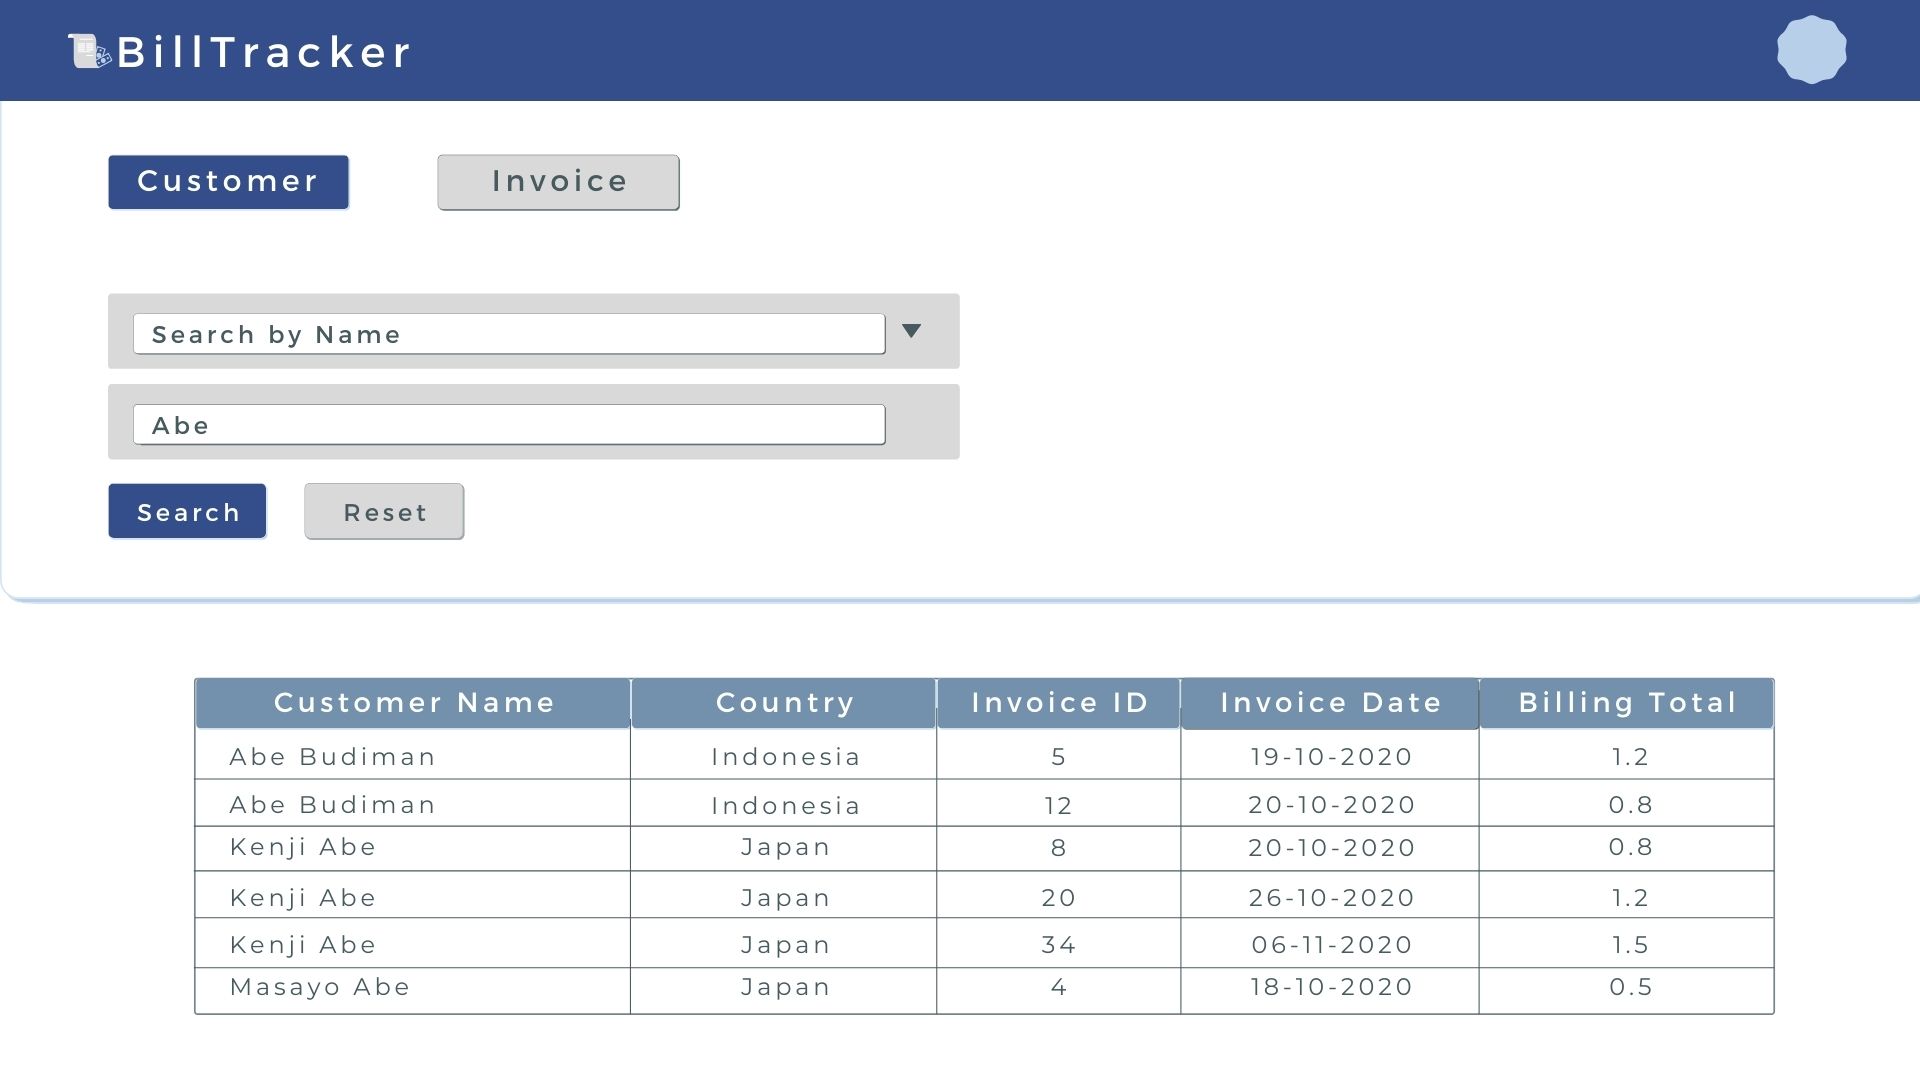 BillTracker
Customer Invoice
Search by Name
Abe
Search Reset
Customer Name Country Invoice ID Invoice Date Billing Total
Abe Budiman Indonesia 5 19-10-2020 1.2
Abe Budiman Indonesia 12 20-10-2020 0.8
Kenji Abe Japan 8 20-10-2020 0.8
Kenji Abe Japan 20 26-10-2020 1.2
Kenji Abe Japan 34 06-11-2020 1.5
Masayo Abe Japan 4 18-10-2020 0.5